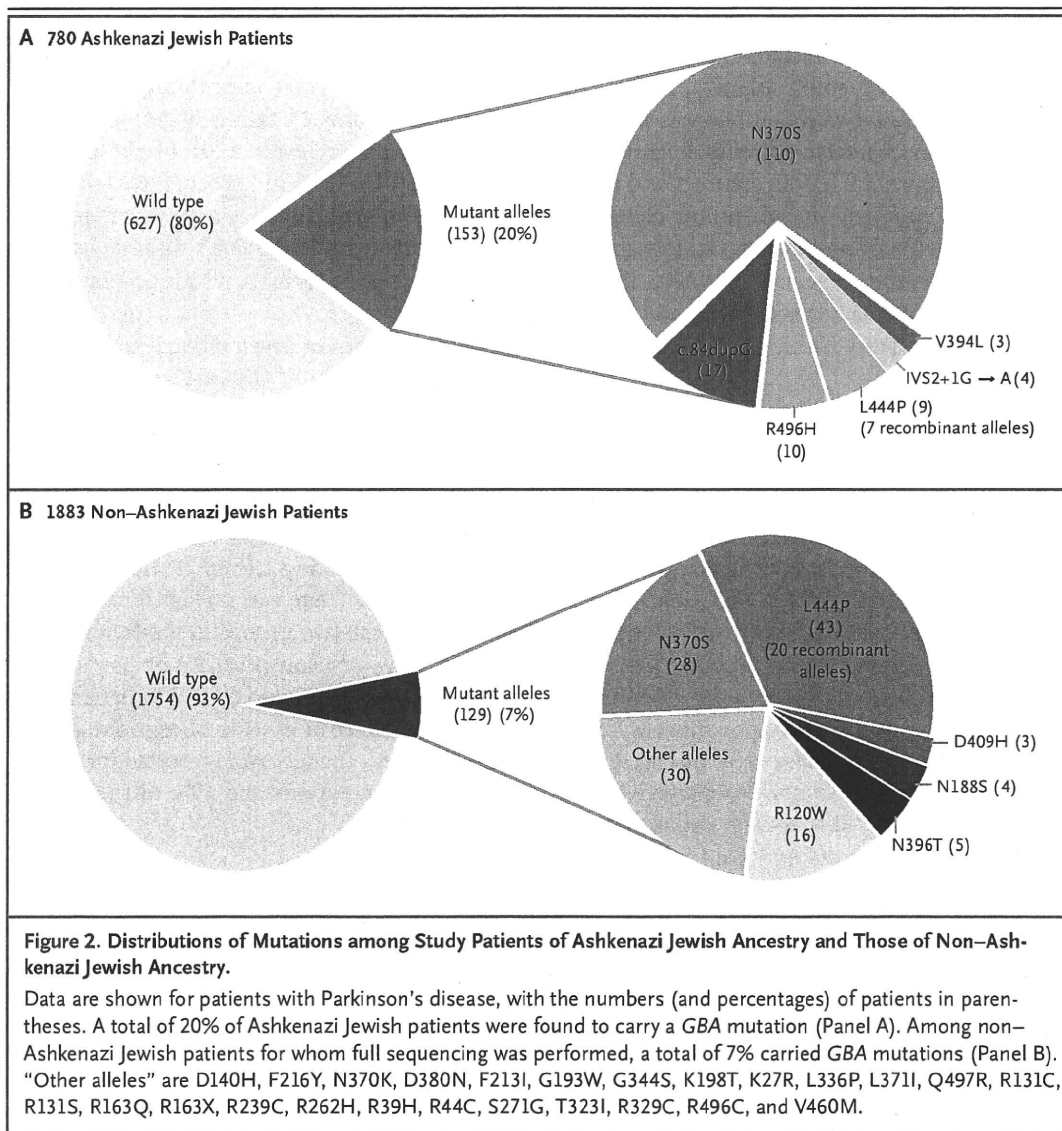 A 780 Ashkenazi Jewish Patients
Wild type
(627) (80%)
Mutant alleles
(153) (20%)
N370S
(110)
c.84dupG
(17)
R496H
(10)
L444P (9)
(7 recombinant alleles)
IVS2+1G → A (4)
V394L (3)
B 1883 Non–Ashkenazi Jewish Patients
Wild type
(1754) (93%)
Mutant alleles
(129) (7%)
L444P
(43)
(20 recombinant
alleles)
N370S
(28)
Other alleles
(30)
R120W
(16)
D409H (3)
N188S (4)
N396T (5)
Figure 2. Distributions of Mutations among Study Patients of Ashkenazi Jewish Ancestry and Those of Non–Ash-
kenazi Jewish Ancestry.
Data are shown for patients with Parkinson's disease, with the numbers (and percentages) of patients in paren-
theses. A total of 20% of Ashkenazi Jewish patients were found to carry a GBA mutation (Panel A). Among non–
Ashkenazi Jewish patients for whom full sequencing was performed, a total of 7% carried GBA mutations (Panel B).
"Other alleles" are D140H, F216Y, N370K, D380N, F213I, G193W, G344S, K198T, K27R, L336P, L371I, Q497R, R131C,
R131S, R163Q, R163X, R239C, R262H, R39H, R44C, S271G, T323I, R329C, R496C, and V460M.